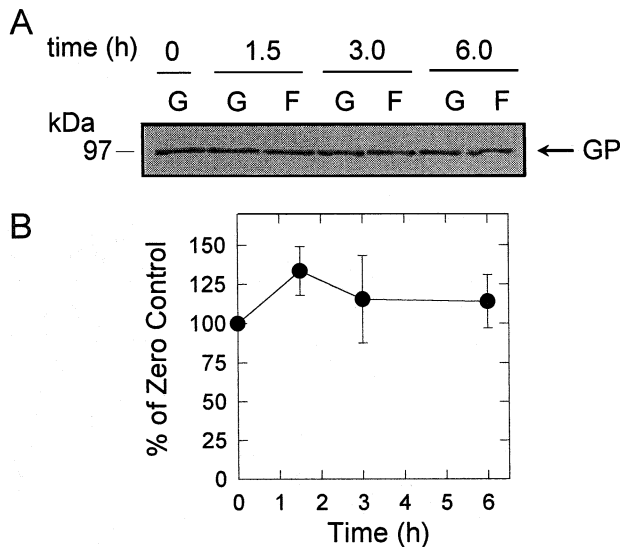 A
time (h) 0 1.5 3.0 6.0
G G F G F G F
kDa
97
GP
B
% of Zero Control
150
125
100
75
50
25
0
0 1 2 3 4 5 6
Time (h)